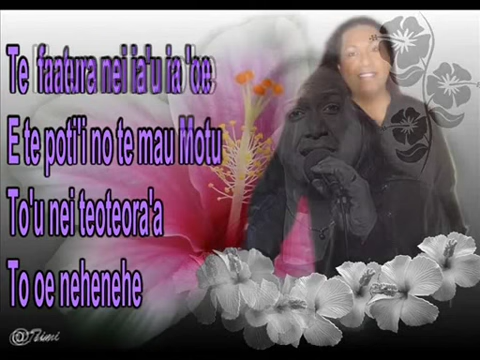 Te faatura nei ia'u ia 'oe
E te poti'i no te mau Motu
To'u nei teoteora'a
To oe nehenehe
@Timi